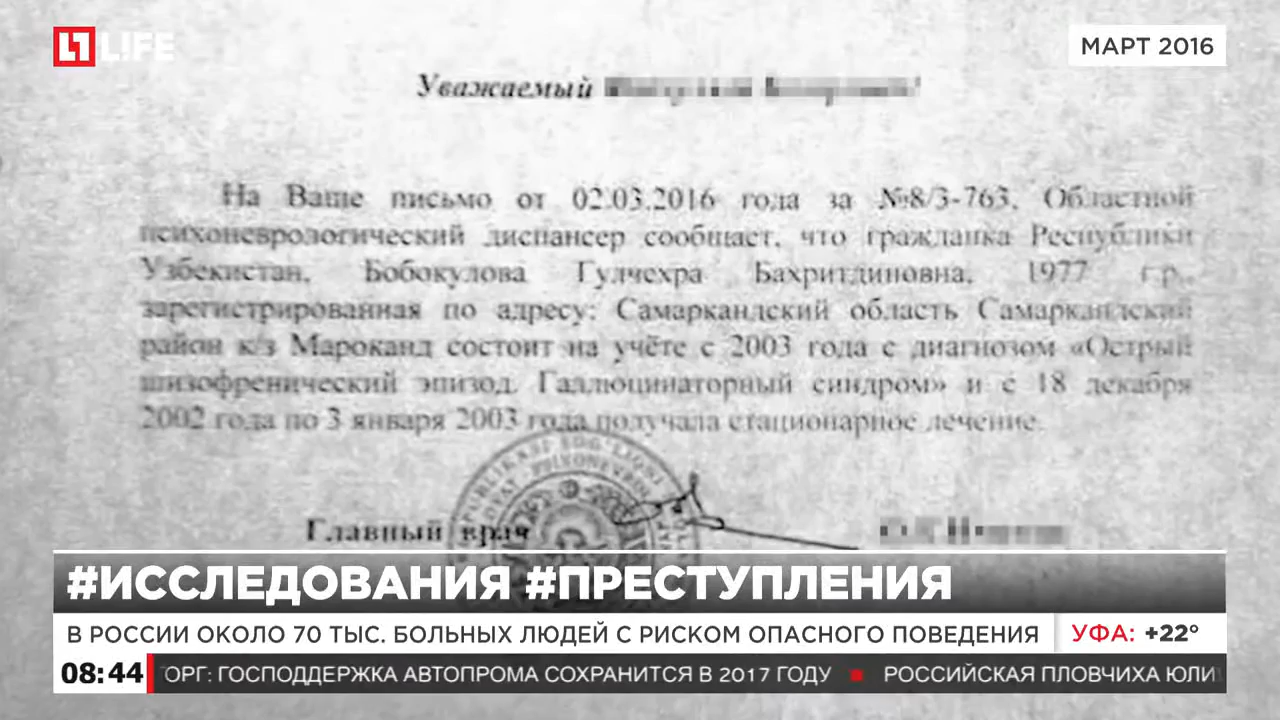 LIFE
МАРТ 2016
Уважаемый
На Ваше письмо от 02.03.2016 года за №8/3-763, Областной
психоневрологический диспансер сообщает, что гражданка Республики
Узбекистан, Бобокулова Гулчехра Бахритдиновна, 1977 г.р.,
зарегистрированная по адресу: Самаркандский область Самаркандский
район к/з Мароканд состоит на учёте с 2003 года с диагнозом «Острый
шизофренический эпизод. Галлюцинаторный синдром» и с 18 декабря
2002 года по 3 января 2003 года получала стационарное лечение.
Главный врач
#ИССЛЕДОВАНИЯ #ПРЕСТУПЛЕНИЯ
В РОССИИ ОКОЛО 70 ТЫС. БОЛЬНЫХ ЛЮДЕЙ С РИСКОМ ОПАСНОГО ПОВЕДЕНИЯ
УФА: +22°
08:44
ТОРГ: ГОСПОДДЕРЖКА АВТОПРОМА СОХРАНИТСЯ В 2017 ГОДУ
РОССИЙСКАЯ ПЛОВЧИХА ЮЛИ